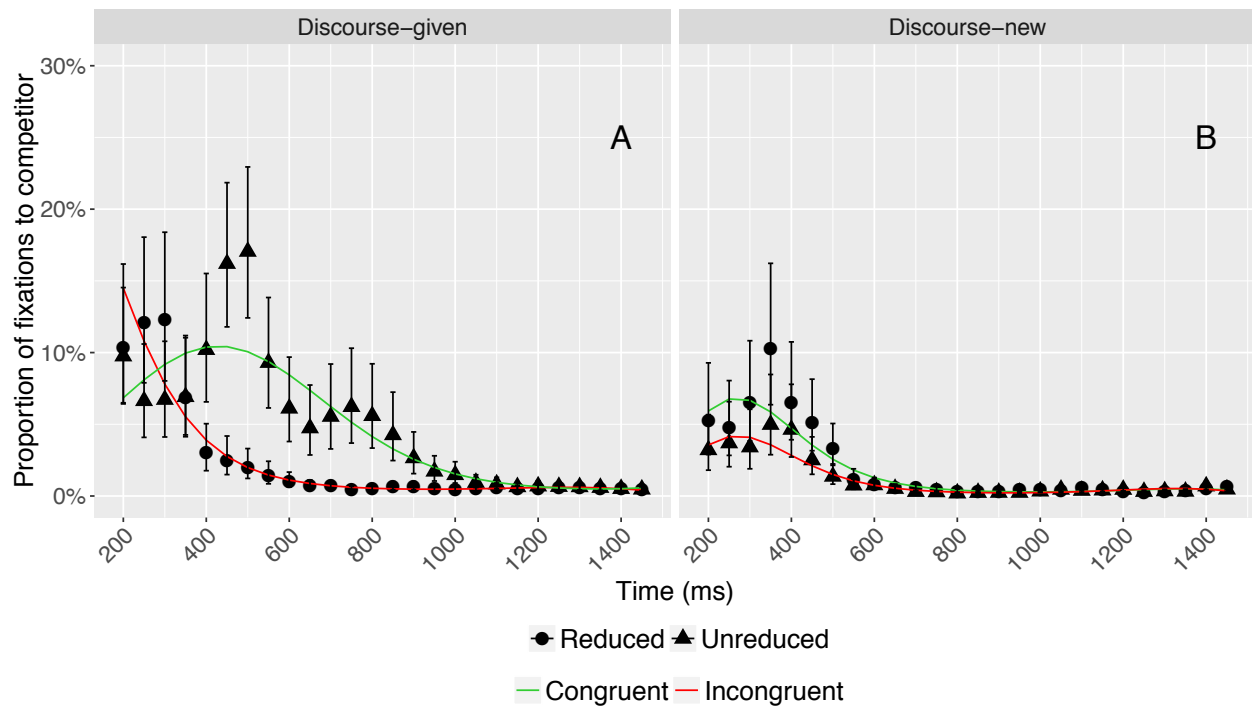 Discourse−given
Discourse−new
Proportion of fixations to competitor
30%
20%
10%
0%
A
B
200 400 600 800 1000 1200 1400
200 400 600 800 1000 1200 1400
Time (ms)
Reduced Unreduced
Congruent Incongruent